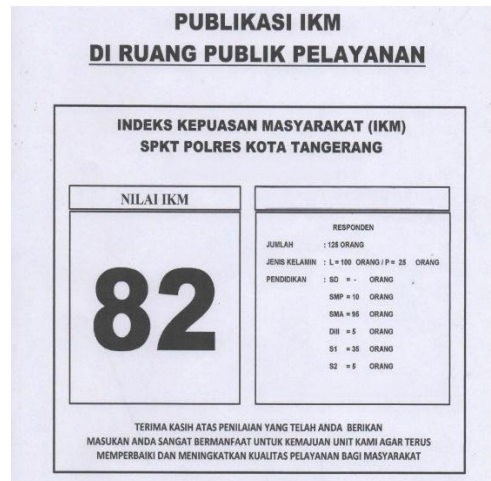 PUBLIKASI IKM
DI RUANG PUBLIK PELAYANAN
INDEKS KEPUASAN MASYARAKAT (IKM)
SPKT POLRES KOTA TANGERANG
NILAI IKM
82
RESPONDEN
JUMLAH : 128 ORANG
JENIS KELAMIN : L = 100 ORANG / P = 25 ORANG
PENDIDIKAN : SD = - ORANG
SMP = 10 ORANG
SMA = 95 ORANG
DIII = 5 ORANG
S1 = 35 ORANG
S2 = 5 ORANG
TERIMA KASIH ATAS PENILAIAN YANG TELAH ANDA BERIKAN
MASUKAN ANDA SANGAT BERMANFAAT UNTUK KEMAJUAN UNIT KAMI AGAR TERUS
MEMPERBAIKI DAN MENINGKATKAN KUALITAS PELAYANAN BAGI MASYARAKAT